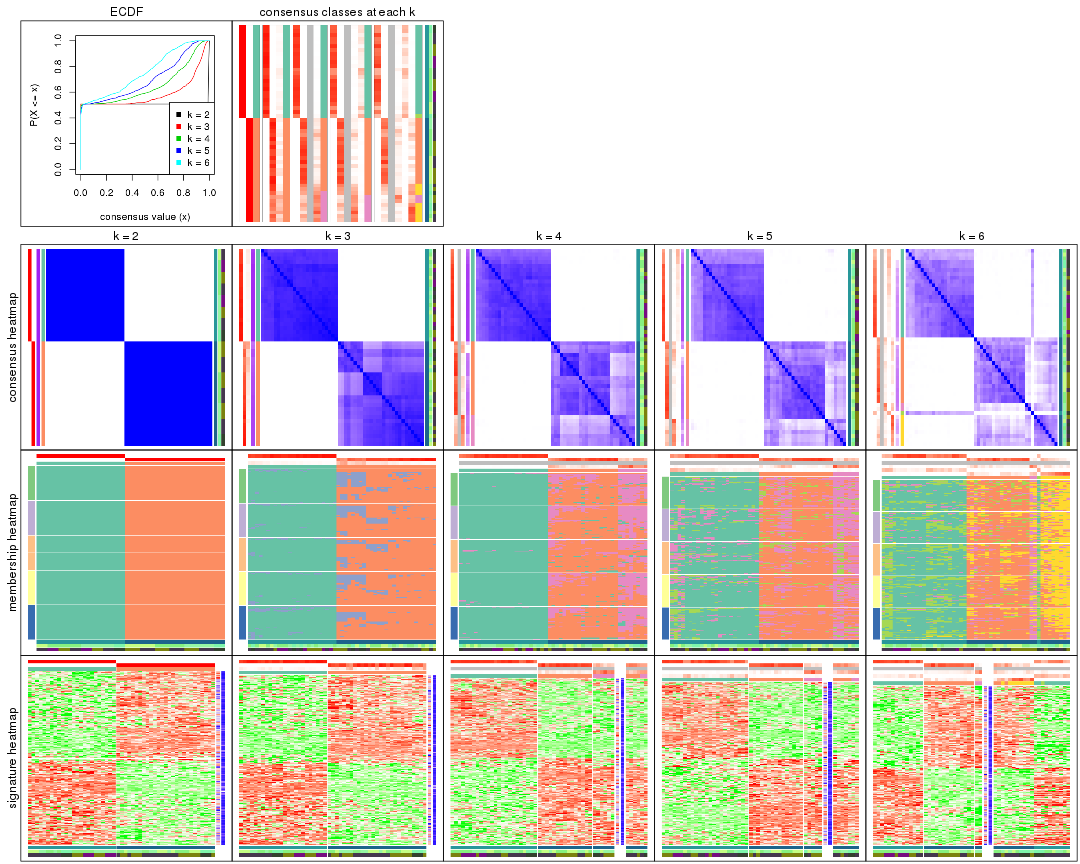 ECDF
consensus classes at each k
P(X <= x)
0.0 0.2 0.4 0.6 0.8 1.0
k = 2
k = 3
k = 4
k = 5
k = 6
0.0 0.2 0.4 0.6 0.8 1.0
consensus value (x)
k = 2
k = 3
k = 4
k = 5
k = 6
consensus heatmap
membership heatmap
signature heatmap